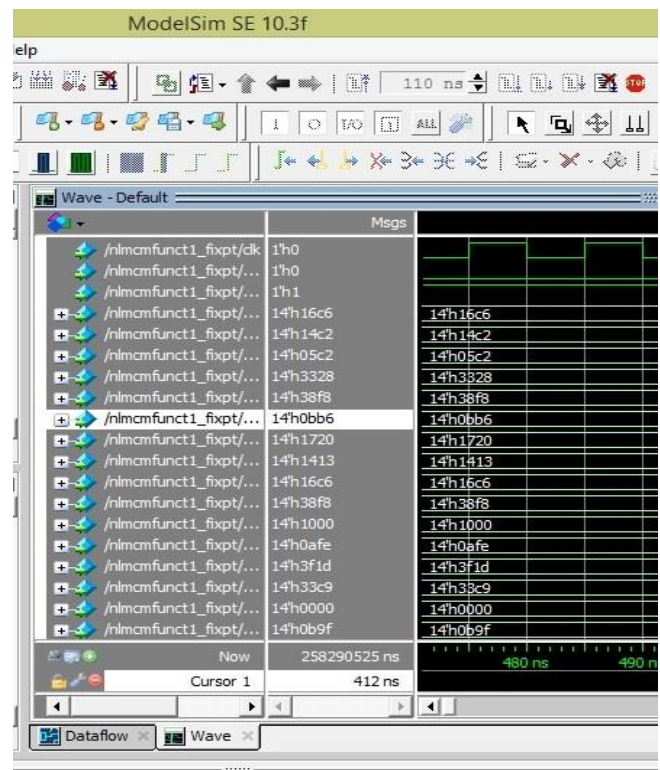 ModelSim SE 10.3f
elp
110 ns
STOP
I O I/O ALL
Wave - Default
Msgs
/nlmcmfunct1_fixpt/clk 1'h0
/nlmcmfunct1_fixpt/... 1'h0
/nlmcmfunct1_fixpt/... 1'h1
/nlmcmfunct1_fixpt/... 14'h16c6 14'h16c6
/nlmcmfunct1_fixpt/... 14'h14c2 14'h14c2
/nlmcmfunct1_fixpt/... 14'h05c2 14'h05c2
/nlmcmfunct1_fixpt/... 14'h3328 14'h3328
/nlmcmfunct1_fixpt/... 14'h38f8 14'h38f8
/nlmcmfunct1_fixpt/... 14'h0bb6 14'h0bb6
/nlmcmfunct1_fixpt/... 14'h1720 14'h1720
/nlmcmfunct1_fixpt/... 14'h1413 14'h1413
/nlmcmfunct1_fixpt/... 14'h16c6 14'h16c6
/nlmcmfunct1_fixpt/... 14'h38f8 14'h38f8
/nlmcmfunct1_fixpt/... 14'h1000 14'h1000
/nlmcmfunct1_fixpt/... 14'h0afe 14'h0afe
/nlmcmfunct1_fixpt/... 14'h3f1d 14'h3f1d
/nlmcmfunct1_fixpt/... 14'h33c9 14'h33c9
/nlmcmfunct1_fixpt/... 14'h0000 14'h0000
/nlmcmfunct1_fixpt/... 14'h0b9f 14'h0b9f
Now 258290525 ns 480 ns 490 n
Cursor 1 412 ns
Dataflow Wave